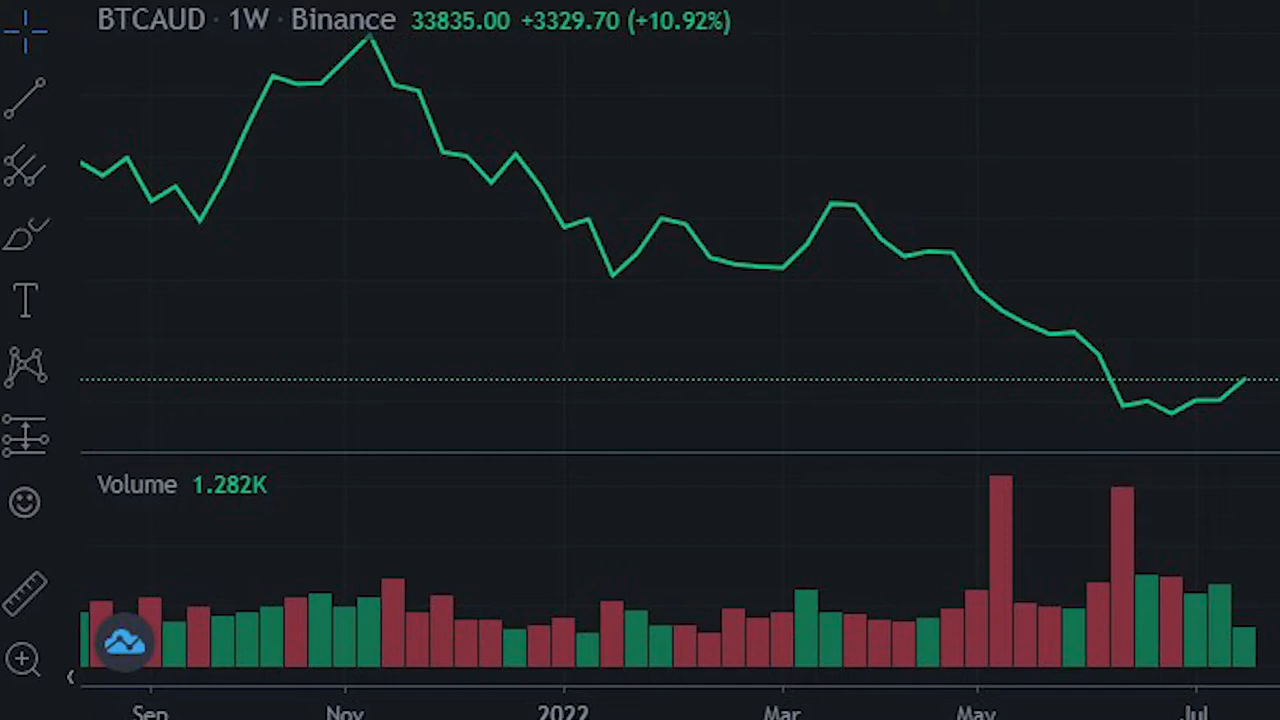 BTCAUD · 1W · Binance 33835.00 +3329.70 (+10.92%)
T
Volume 1.282K
Sep Nov 2022 Mar May Jul